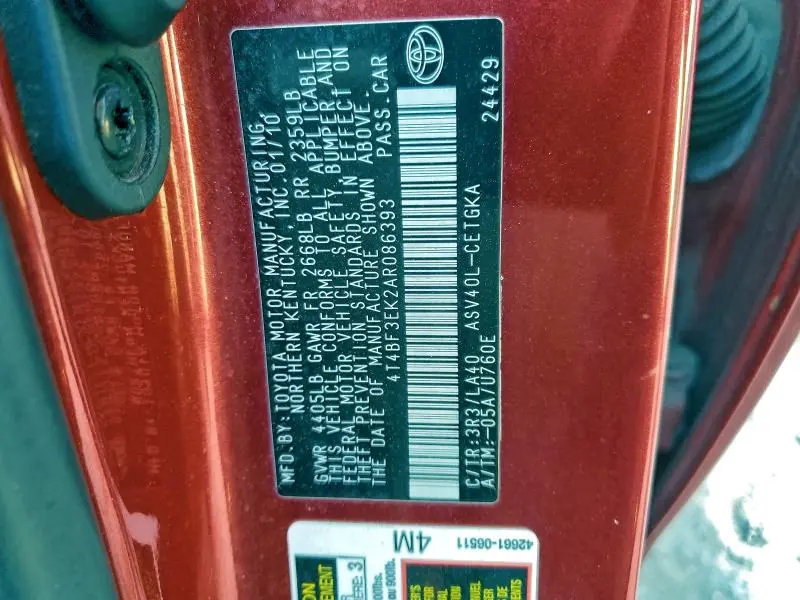 MFD. BY: TOYOTA MOTOR MANUFACTURING,
NORTHERN KENTUCKY, INC. 01/10
GVWR 4405LB GAWR FR 2668LB RR 2359LB
THIS VEHICLE CONFORMS TO ALL APPLICABLE
FEDERAL MOTOR VEHICLE SAFETY, BUMPER, AND
THEFT PREVENTION STANDARDS IN EFFECT ON
THE DATE OF MANUFACTURE SHOWN ABOVE.
4T4BF3EK2AR086393 PASS. CAR
C/TR:3R3/LA40 ASV40L-CETGKA
A/TM:-05A/U760E
24429
4M
42661-06511